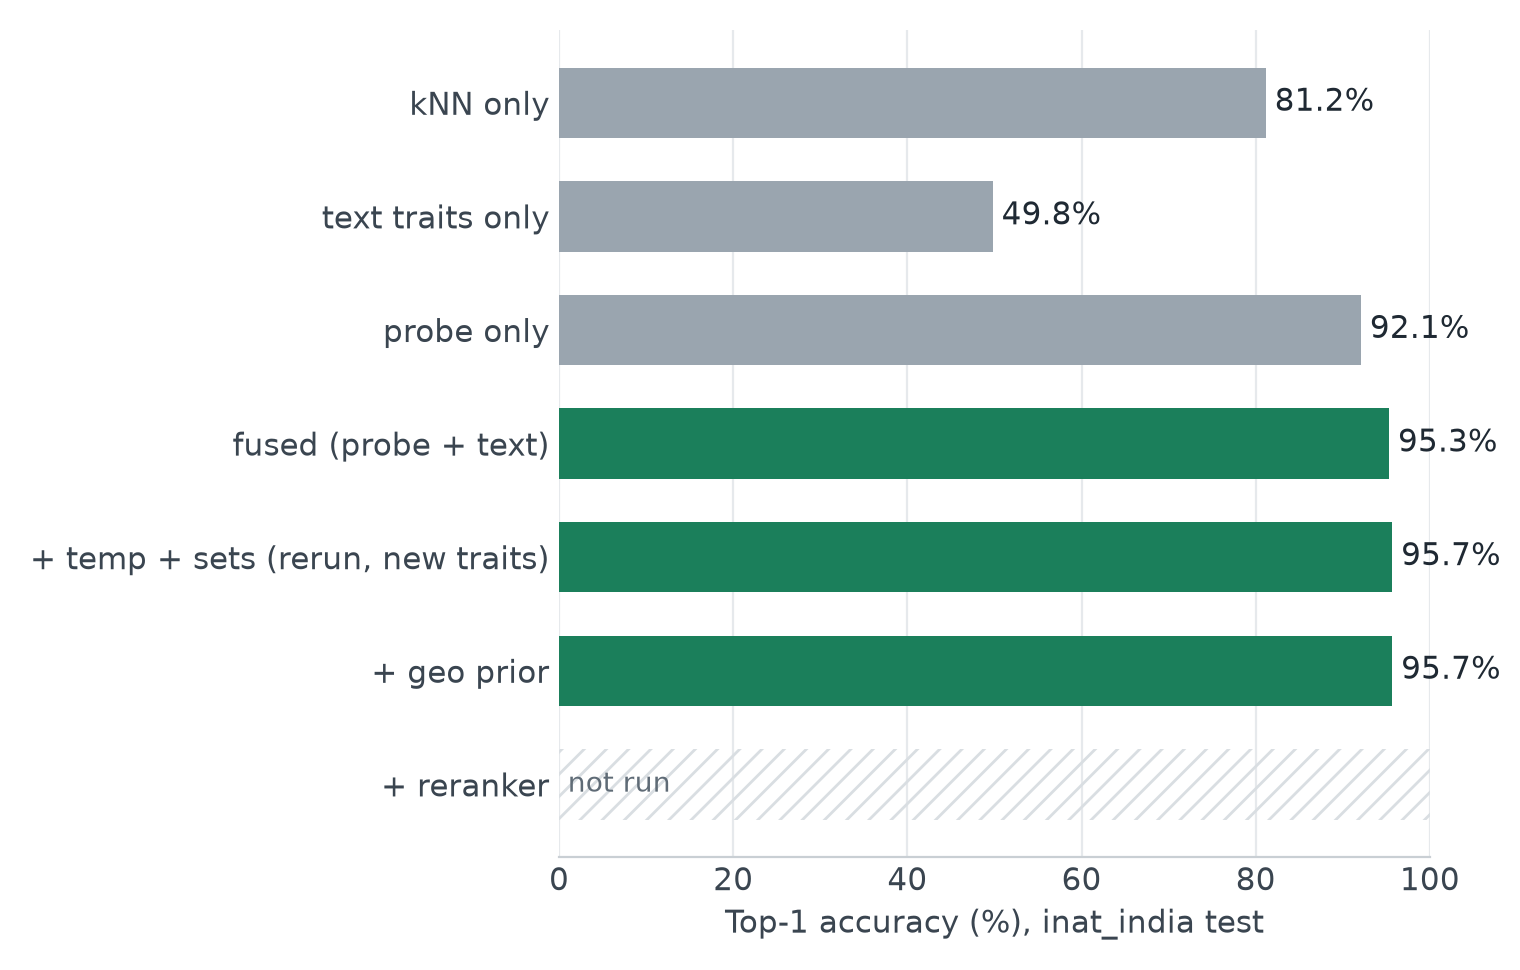 kNN only 81.2%
text traits only 49.8%
probe only 92.1%
fused (probe + text) 95.3%
+ temp + sets (rerun, new traits) 95.7%
+ geo prior 95.7%
+ reranker not run
0 20 40 60 80 100
Top-1 accuracy (%), inat_india test